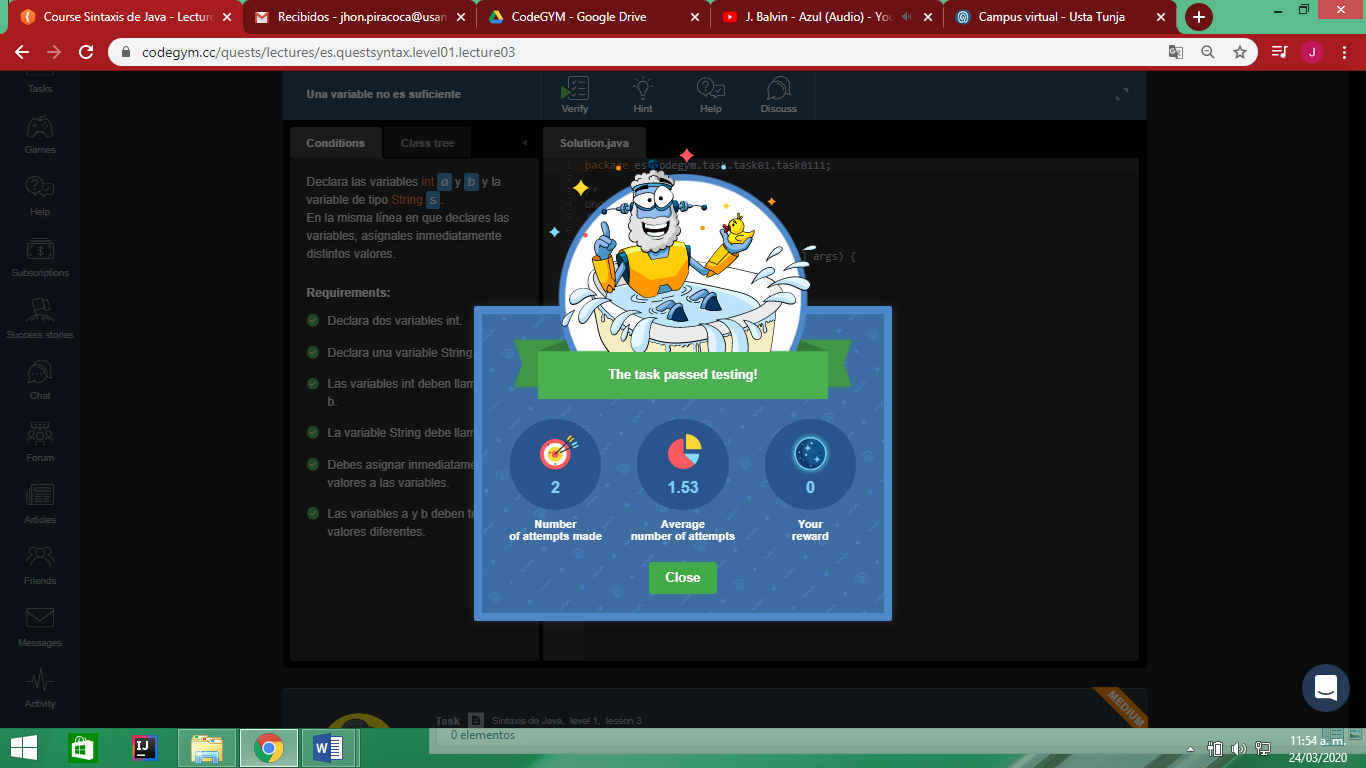 Course Sintaxis de Java - Lecture
Recibidos - jhon.piracoca@usan
CodeGYM - Google Drive
J. Balvin - Azul (Audio) - You
Campus virtual - Usta Tunja
codegym.cc/quests/lectures/es.questsyntax.level01.lecture03
J
Tasks
Games
Help
Subscriptions
Success stories
Chat
Forum
Articles
Friends
Messages
Activity
Una variable no es suficiente
Verify
Hint
Help
Discuss
Conditions
Class tree
Declara las variables int a y b y la
variable de tipo String s.
En la misma línea en que declares las
variables, asígnales inmediatamente
distintos valores.
Requirements:
Declara dos variables int.
Declara una variable String
Las variables int deben llam
b.
La variable String debe llam
Debes asignar inmediatame
valores a las variables.
Las variables a y b deben te
valores diferentes.
Solution.java
1 package es.codegym.task.task01.task0111;
2
args) {
The task passed testing!
2
Number
of attempts made
1.53
Average
number of attempts
0
Your
reward
Close
MEDIUM
Task
Sintaxis de Java, level 1, lesson 3
0 elementos
IJ
W
11:54 a. m.
24/03/2020